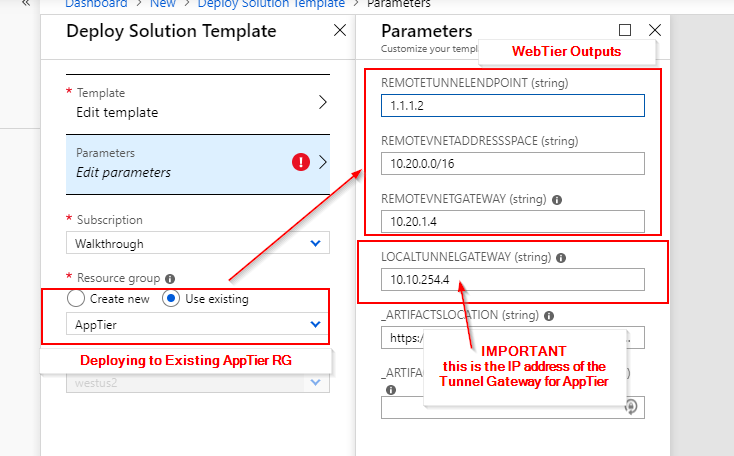 Dashboard > New > Deploy Solution Template > Parameters
Deploy Solution Template
* Template
Edit template
Parameters
Edit parameters
* Subscription
Walkthrough
* Resource group
Create new
Use existing
AppTier
Deploying to Existing AppTier RG
westus2
Parameters
Customize your templa
WebTier Outputs
REMOTETUNNELENDPOINT (string)
1.1.1.2
REMOTEVNETADDRESSSPACE (string)
10.20.0.0/16
REMOTEVNETGATEWAY (string)
10.20.1.4
LOCALTUNNELGATEWAY (string)
10.10.254.4
_ARTIFACTSLOCATION (string)
https:/
IMPORTANT
this is the IP address of the
Tunnel Gateway for AppTier
_ARTIFA